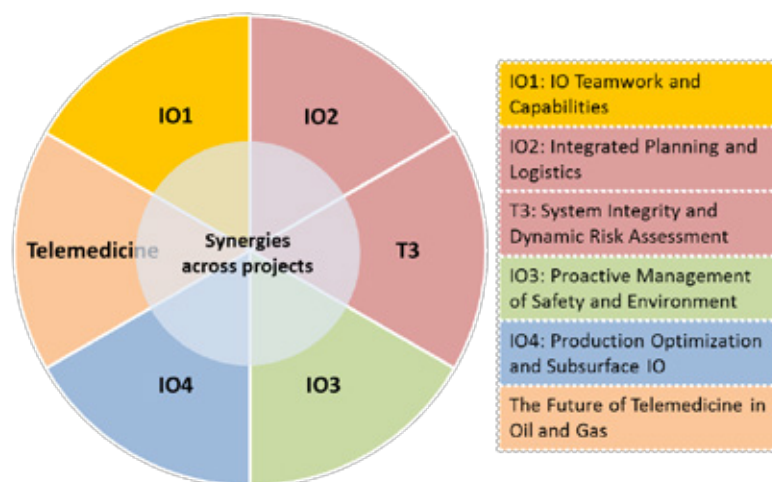 IO1
IO2
Telemedicine
Synergies
across projects
T3
IO4
IO3
IO1: IO Teamwork and
Capabilities
IO2: Integrated Planning and
Logistics
T3: System Integrity and
Dynamic Risk Assessment
IO3: Proactive Management
of Safety and Environment
IO4: Production Optimization
and Subsurface IO
The Future of Telemedicine in
Oil and Gas